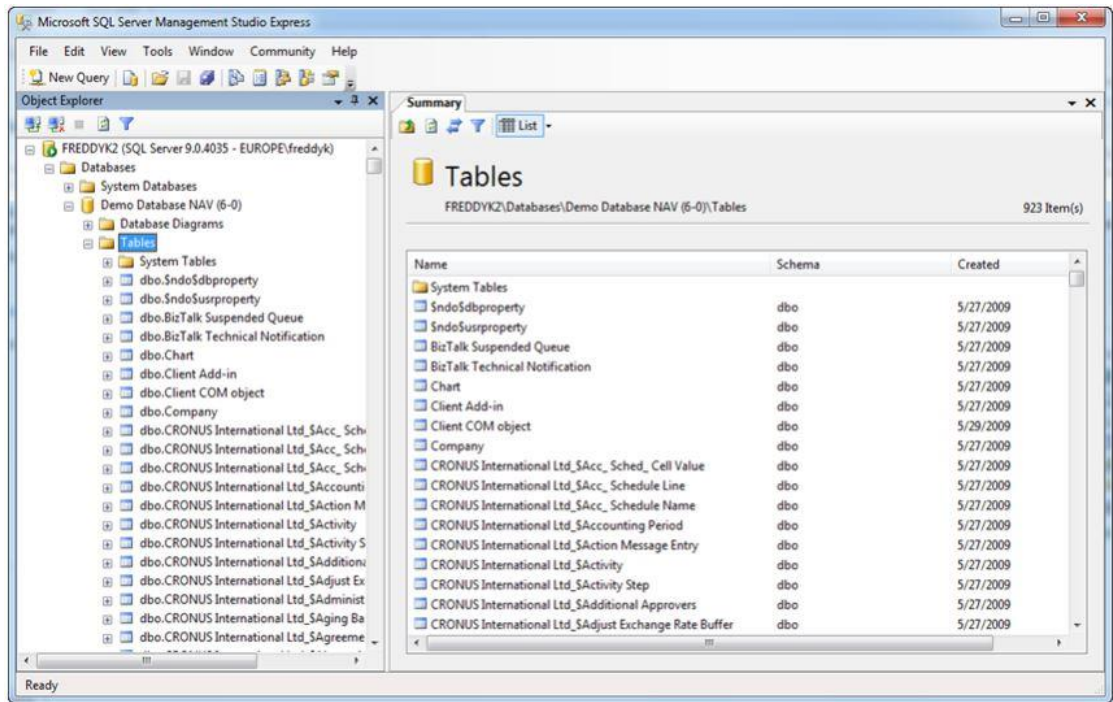 Microsoft SQL Server Management Studio Express
File Edit View Tools Window Community Help
New Query
Object Explorer
FREDDYK2 (SQL Server 9.0.4035 - EUROPE\freddyk)
Databases
System Databases
Demo Database NAV (6-0)
Database Diagrams
Tables
System Tables
dbo.$ndo$dbproperty
dbo.$ndo$usrproperty
dbo.BizTalk Suspended Queue
dbo.BizTalk Technical Notification
dbo.Chart
dbo.Client Add-in
dbo.Client COM object
dbo.Company
dbo.CRONUS International Ltd_$Acc_ Sch
dbo.CRONUS International Ltd_$Acc_ Sch
dbo.CRONUS International Ltd_$Acc_ Sch
dbo.CRONUS International Ltd_$Accounti
dbo.CRONUS International Ltd_$Action M
dbo.CRONUS International Ltd_$Activity
dbo.CRONUS International Ltd_$Activity S
dbo.CRONUS International Ltd_$Additiona
dbo.CRONUS International Ltd_$Adjust Ex
dbo.CRONUS International Ltd_$Administ
dbo.CRONUS International Ltd_$Aging Ba
dbo.CRONUS International Ltd_$Agreeme
Summary
List
Tables
FREDDYK2\Databases\Demo Database NAV (6-0)\Tables 923 Item(s)
Name Schema Created
System Tables
$ndo$dbproperty dbo 5/27/2009
$ndo$usrproperty dbo 5/27/2009
BizTalk Suspended Queue dbo 5/27/2009
BizTalk Technical Notification dbo 5/27/2009
Chart dbo 5/27/2009
Client Add-in dbo 5/27/2009
Client COM object dbo 5/29/2009
Company dbo 5/27/2009
CRONUS International Ltd_$Acc_ Sched_ Cell Value dbo 5/27/2009
CRONUS International Ltd_$Acc_ Schedule Line dbo 5/27/2009
CRONUS International Ltd_$Acc_ Schedule Name dbo 5/27/2009
CRONUS International Ltd_$Accounting Period dbo 5/27/2009
CRONUS International Ltd_$Action Message Entry dbo 5/27/2009
CRONUS International Ltd_$Activity dbo 5/27/2009
CRONUS International Ltd_$Activity Step dbo 5/27/2009
CRONUS International Ltd_$Additional Approvers dbo 5/27/2009
CRONUS International Ltd_$Adjust Exchange Rate Buffer dbo 5/27/2009
Ready